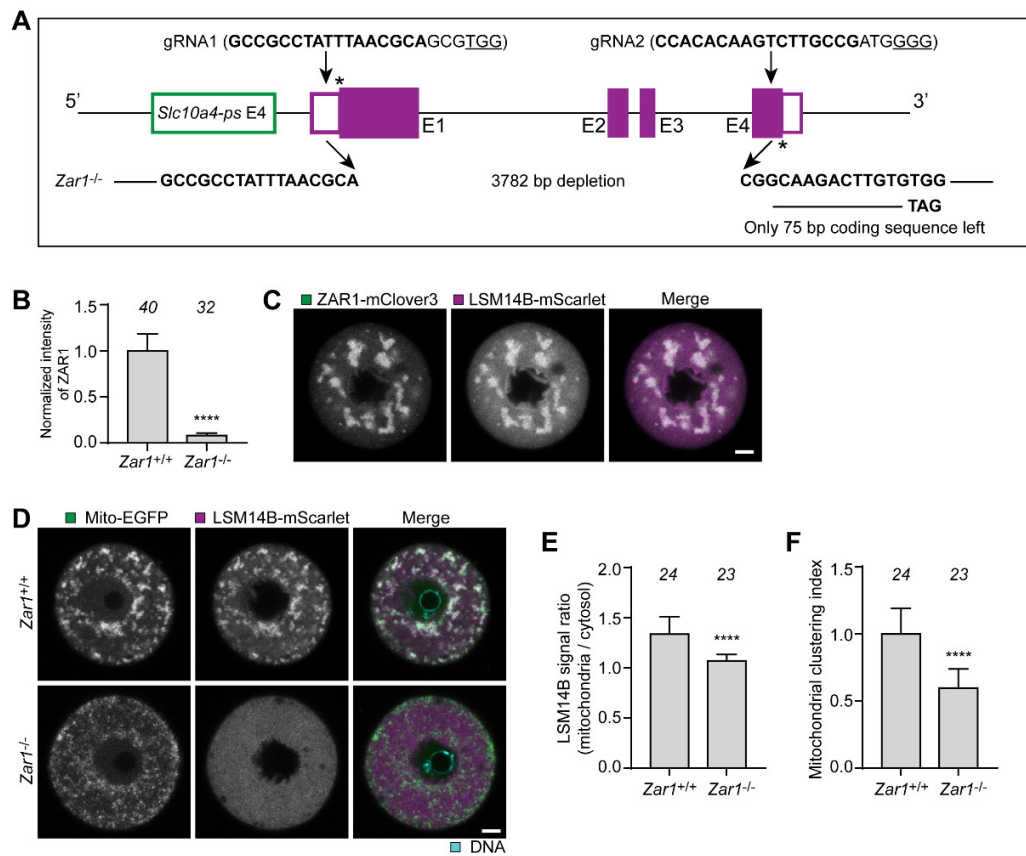 A
gRNA1 (GCCGCCTATTTAACGCAGCGTGG)
gRNA2 (CCACACAAGTCTTGCCGATGGGG)
*
5’
Slc10a4-ps E4
E1
E2
E3
E4
3’
*
Zar1-/-
GCCGCCTATTTAACGCA
3782 bp depletion
CGGCAAGACTTGTGTGG
TAG
Only 75 bp coding sequence left
B
Normalized intensity
of ZAR1
1.5
1.0
0.5
0.0
40
32
****
Zar1+/+
Zar1-/-
C
ZAR1-mClover3
LSM14B-mScarlet
Merge
D
Mito-EGFP
LSM14B-mScarlet
Merge
Zar1+/+
Zar1-/-
DNA
E
LSM14B signal ratio
(mitochondria / cytosol)
2.0
1.5
1.0
0.5
0.0
24
23
****
Zar1+/+
Zar1-/-
F
Mitochondrial clustering index
1.5
1.0
0.5
0.0
24
23
****
Zar1+/+
Zar1-/-